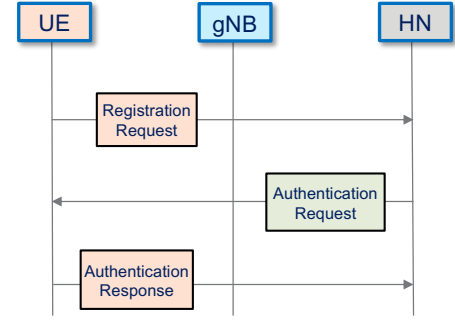 UE
gNB
HN
Registration
Request
Authentication
Request
Authentication
Response